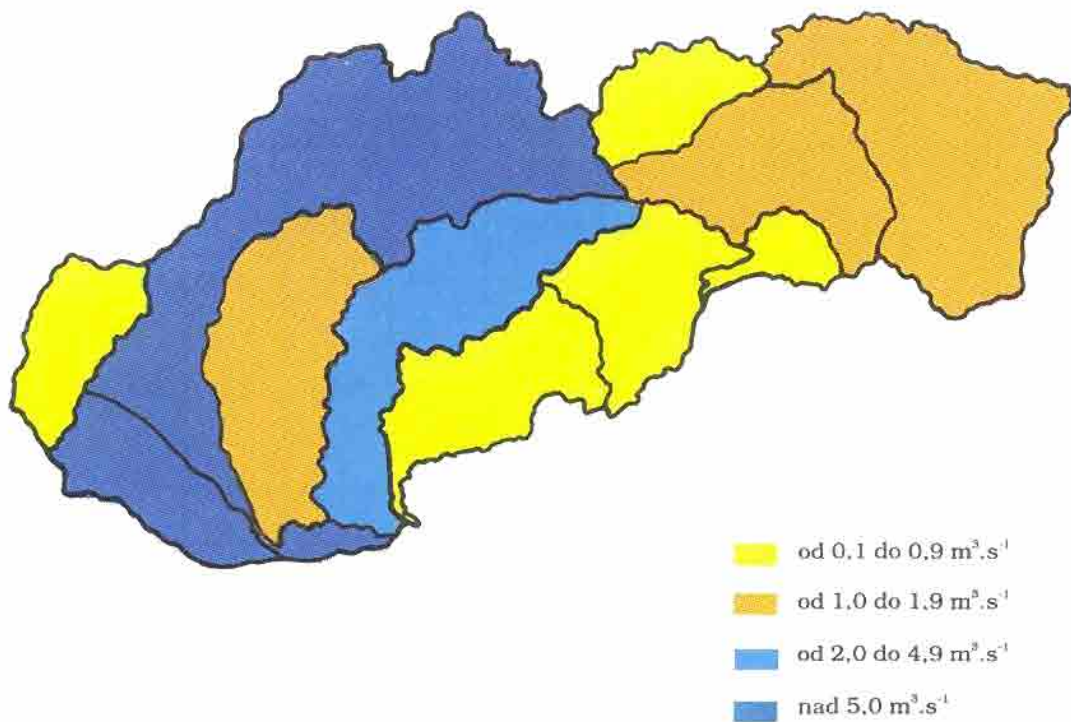 od 0,1 do 0,9 m³.s⁻¹
od 1,0 do 1,9 m³.s⁻¹
od 2,0 do 4,9 m³.s⁻¹
nad 5,0 m³.s⁻¹